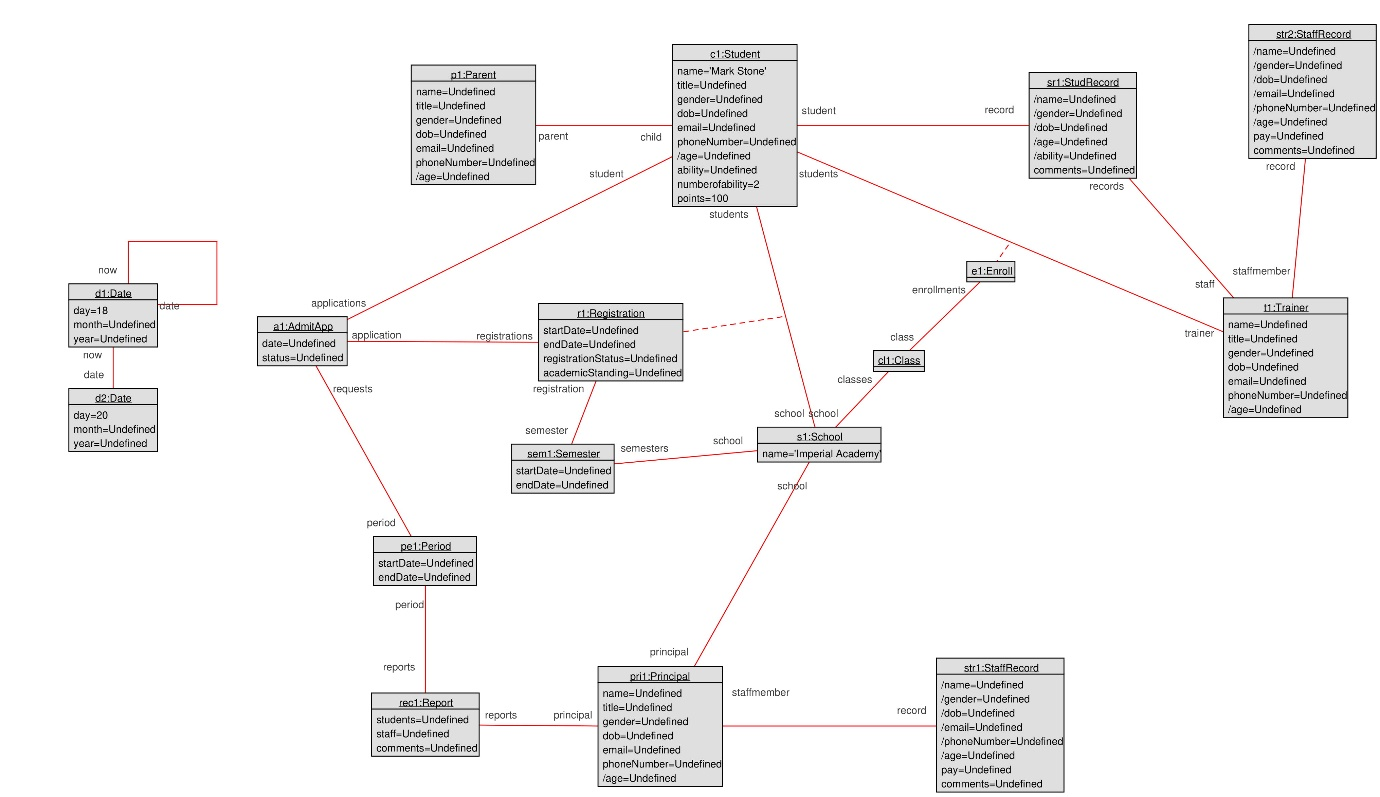 str2:StaffRecord
/name=Undefined
/gender=Undefined
/dob=Undefined
/email=Undefined
/phoneNumber=Undefined
/age=Undefined
pay=Undefined
comments=Undefined
record
c1:Student
name='Mark Stone'
title=Undefined
gender=Undefined
dob=Undefined
email=Undefined
phoneNumber=Undefined
/age=Undefined
ability=Undefined
numberofability=2
points=100
p1:Parent
name=Undefined
title=Undefined
gender=Undefined
dob=Undefined
email=Undefined
phoneNumber=Undefined
/age=Undefined
parent
child
student
record
sr1:StudRecord
/name=Undefined
/gender=Undefined
/dob=Undefined
/age=Undefined
/ability=Undefined
comments=Undefined
records
student
students
students
now
d1:Date
day=18
month=Undefined
year=Undefined
date
now
date
d2:Date
day=20
month=Undefined
year=Undefined
applications
a1:AdmitApp
date=Undefined
status=Undefined
application
registrations
requests
r1:Registration
startDate=Undefined
endDate=Undefined
registrationStatus=Undefined
academicStanding=Undefined
registration
semester
e1:Enroll
enrollments
class
cl1:Class
classes
staffmember
staff
trainer
t1:Trainer
name=Undefined
title=Undefined
gender=Undefined
dob=Undefined
email=Undefined
phoneNumber=Undefined
/age=Undefined
school school
s1:School
name='Imperial Academy'
school
sem1:Semester
startDate=Undefined
endDate=Undefined
semesters
school
period
pe1:Period
startDate=Undefined
endDate=Undefined
period
reports
rec1:Report
students=Undefined
staff=Undefined
comments=Undefined
reports
principal
principal
pri1:Principal
name=Undefined
title=Undefined
gender=Undefined
dob=Undefined
email=Undefined
phoneNumber=Undefined
/age=Undefined
staffmember
record
str1:StaffRecord
/name=Undefined
/gender=Undefined
/dob=Undefined
/email=Undefined
/phoneNumber=Undefined
/age=Undefined
pay=Undefined
comments=Undefined